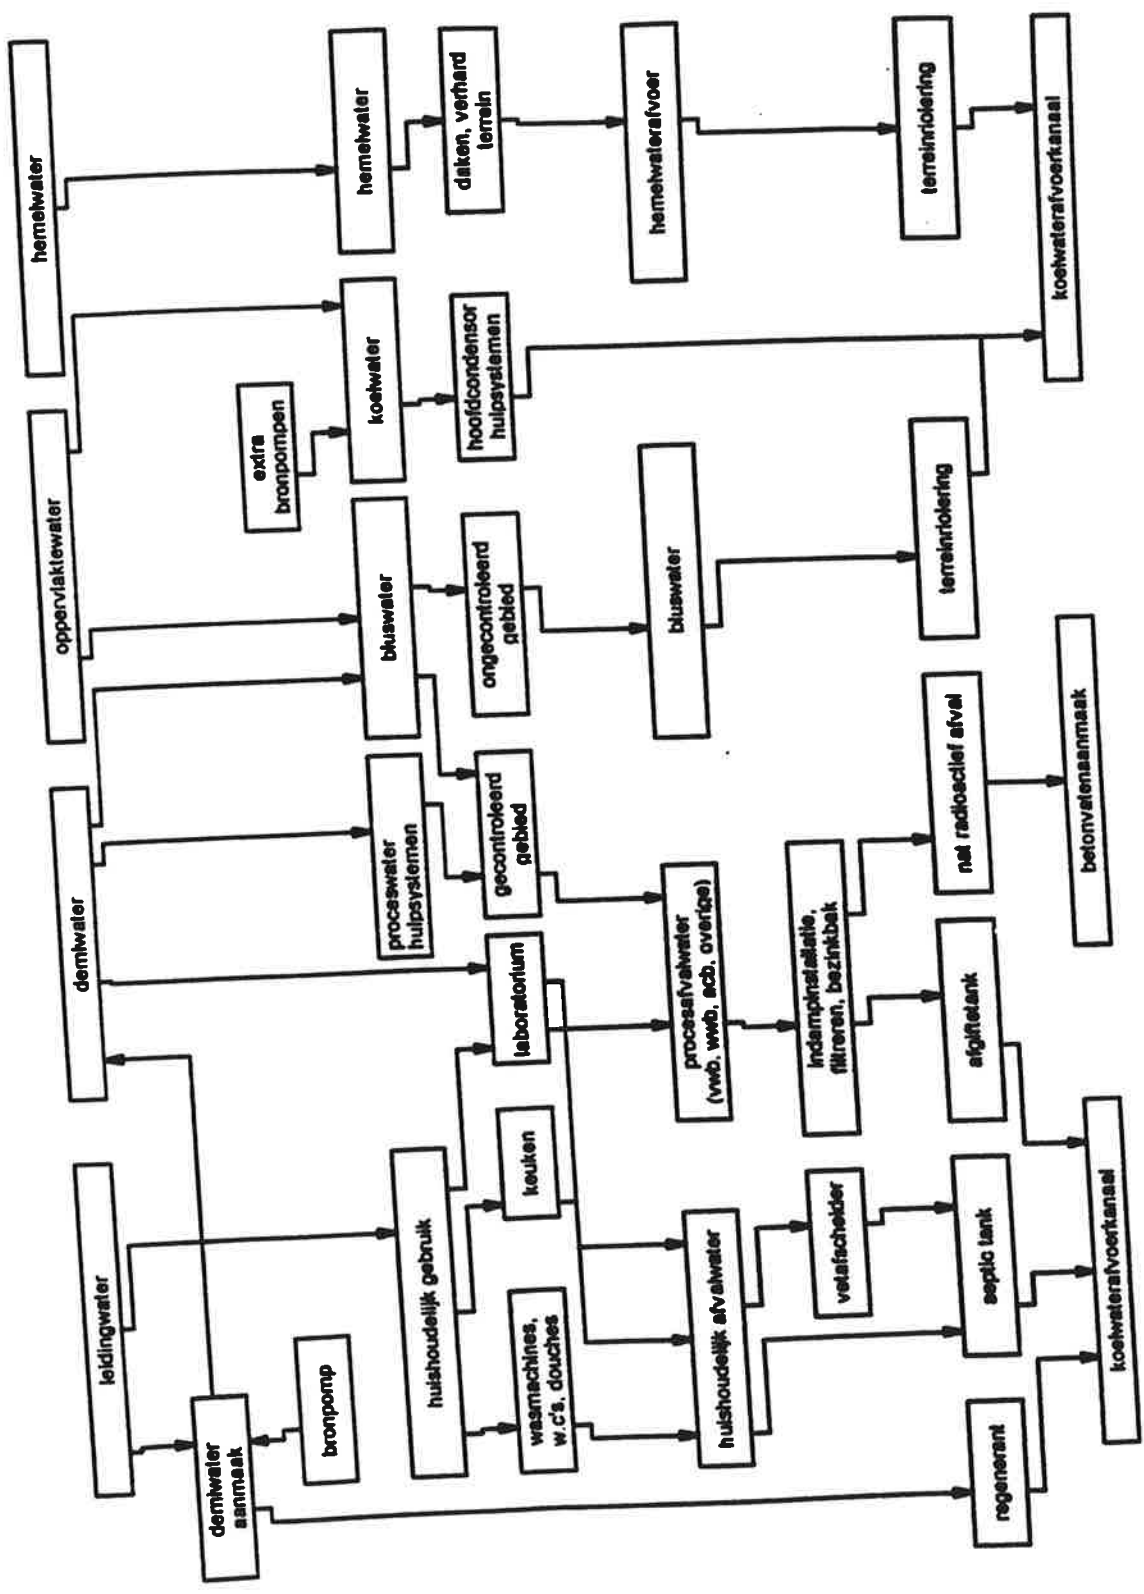 leidingwater
demiwater
oppervlaktewater
hemelwater
demiwater
aanmaak
bronpomp
extra
bronpompen
huishoudelijk gebruik
proceswater
hulpsystemen
bluswater
koelwater
hemelwater
wasmachines,
w.c's, douches
keuken
laboratorium
gecontroleerd
gebied
ongecontroleerd
gebied
hoofdcondensor
hulpsystemen
daken, verhard
terrein
huishoudelijk afvalwater
procesafvalwater
(vwb, wwb, acb, overige)
bluswater
hemelwaterafvoer
vetafscheider
indampinstallatie,
filtreren, bezinkbak
regenerant
septic tank
afgiftetank
nat radioactief afval
terreinriolering
terreinriolering
koelwaterafvoerkanaal
betonvatenaanmaak
koelwaterafvoerkanaal